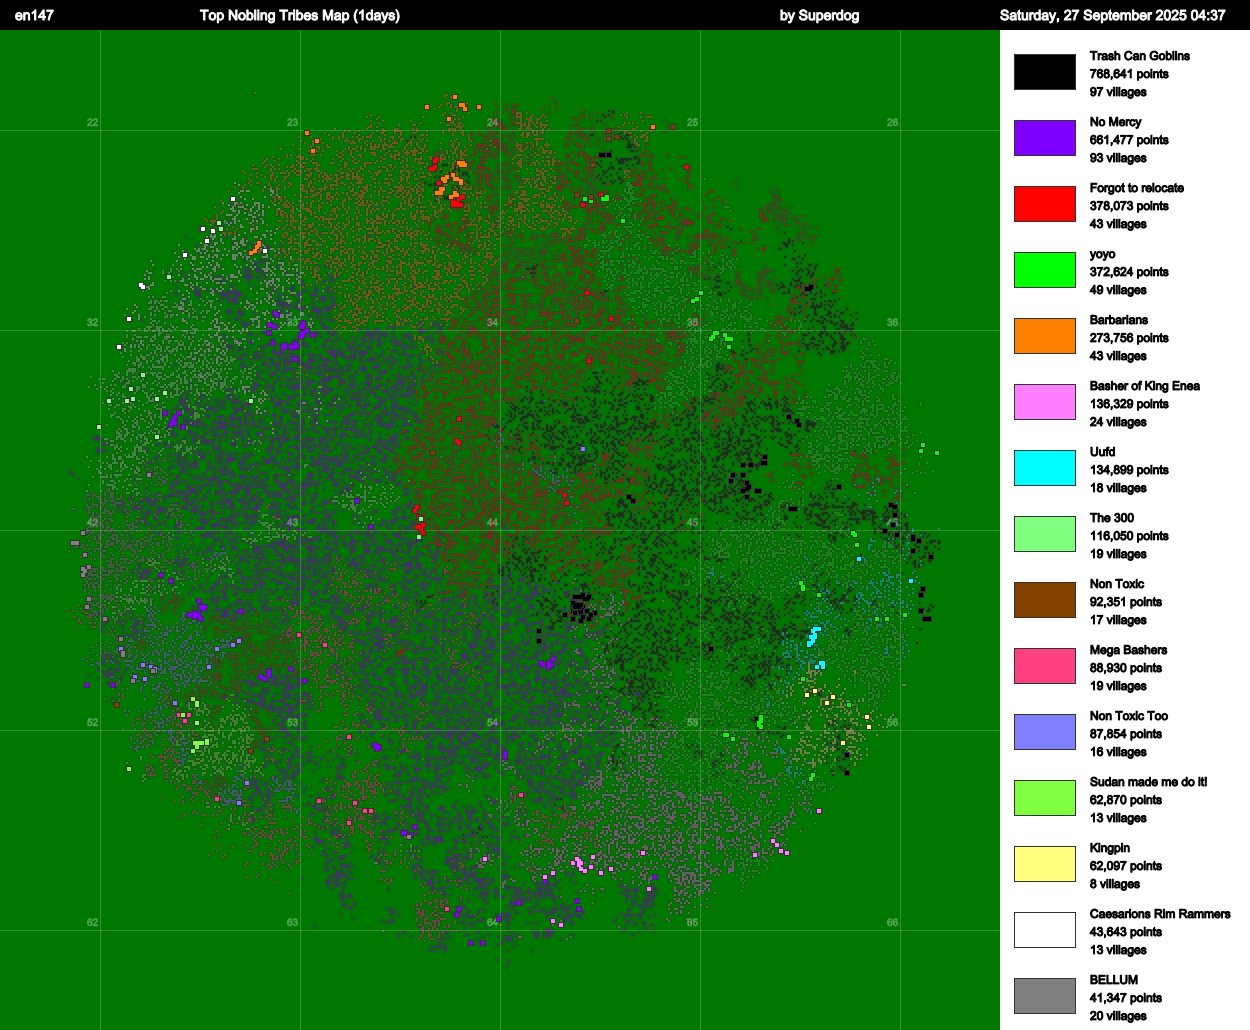 en147 Top Nobling Tribes Map (1days) by Superdog Saturday, 27 September 2025 04:37
22 23 24 25 26
32 33 34 35 36
42 43 44 45 46
52 53 54 55 56
62 63 64 65 66
Trash Can Goblins
768,641 points
97 villages
No Mercy
661,477 points
93 villages
Forgot to relocate
378,073 points
43 villages
yoyo
372,624 points
49 villages
Barbarians
273,756 points
43 villages
Basher of King Enea
136,329 points
24 villages
Uufd
134,899 points
18 villages
The 300
116,050 points
19 villages
Non Toxic
92,351 points
17 villages
Mega Bashers
88,930 points
19 villages
Non Toxic Too
87,854 points
16 villages
Sudan made me do it!
62,870 points
13 villages
Kingpin
62,097 points
8 villages
Caesarions Rim Rammers
43,643 points
13 villages
BELLUM
41,347 points
20 villages